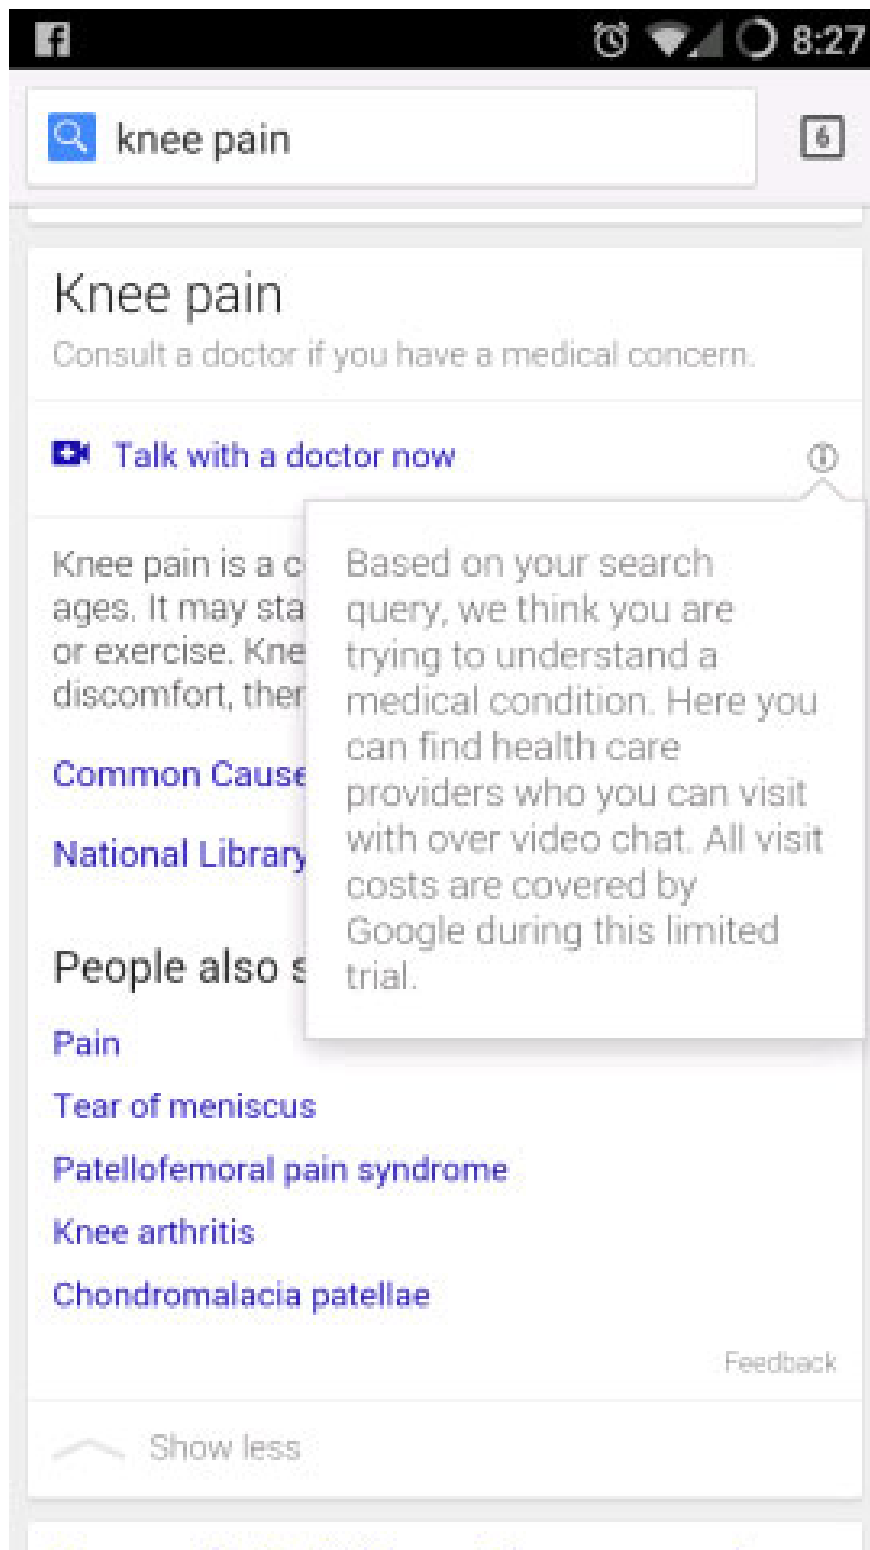 8:27
knee pain
6
Knee pain
Consult a doctor if you have a medical concern.
Talk with a doctor now
Knee pain is a c
ages. It may sta
or exercise. Kne
discomfort, ther
Based on your search
query, we think you are
trying to understand a
medical condition. Here you
can find health care
providers who you can visit
with over video chat. All visit
costs are covered by
Google during this limited
trial.
Common Cause
National Library
People also s
Pain
Tear of meniscus
Patellofemoral pain syndrome
Knee arthritis
Chondromalacia patellae
Feedback
Show less